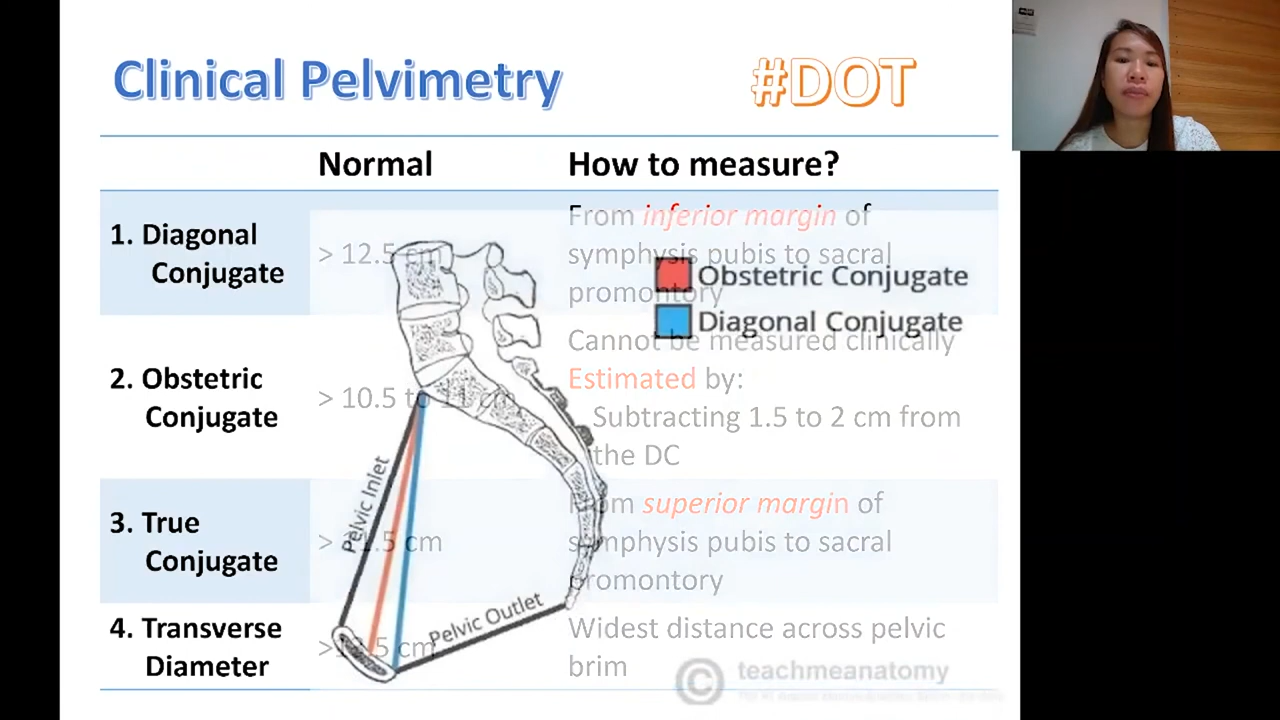 Clinical Pelvimetry
#DOT
Normal
How to measure?
1. Diagonal
Conjugate
> 12.5 cm
From inferior margin of
symphysis pubis to sacral
promontory
2. Obstetric
Conjugate
> 10.5 to 11 cm
Cannot be measured clinically
Estimated by:
Subtracting 1.5 to 2 cm from
the DC
3. True
Conjugate
> 11.5 cm
From superior margin of
symphysis pubis to sacral
promontory
4. Transverse
Diameter
cm
Widest distance across pelvic
brim
Obstetric Conjugate
Diagonal Conjugate
Pelvic Inlet
Pelvic Outlet
© teachmeanatomy